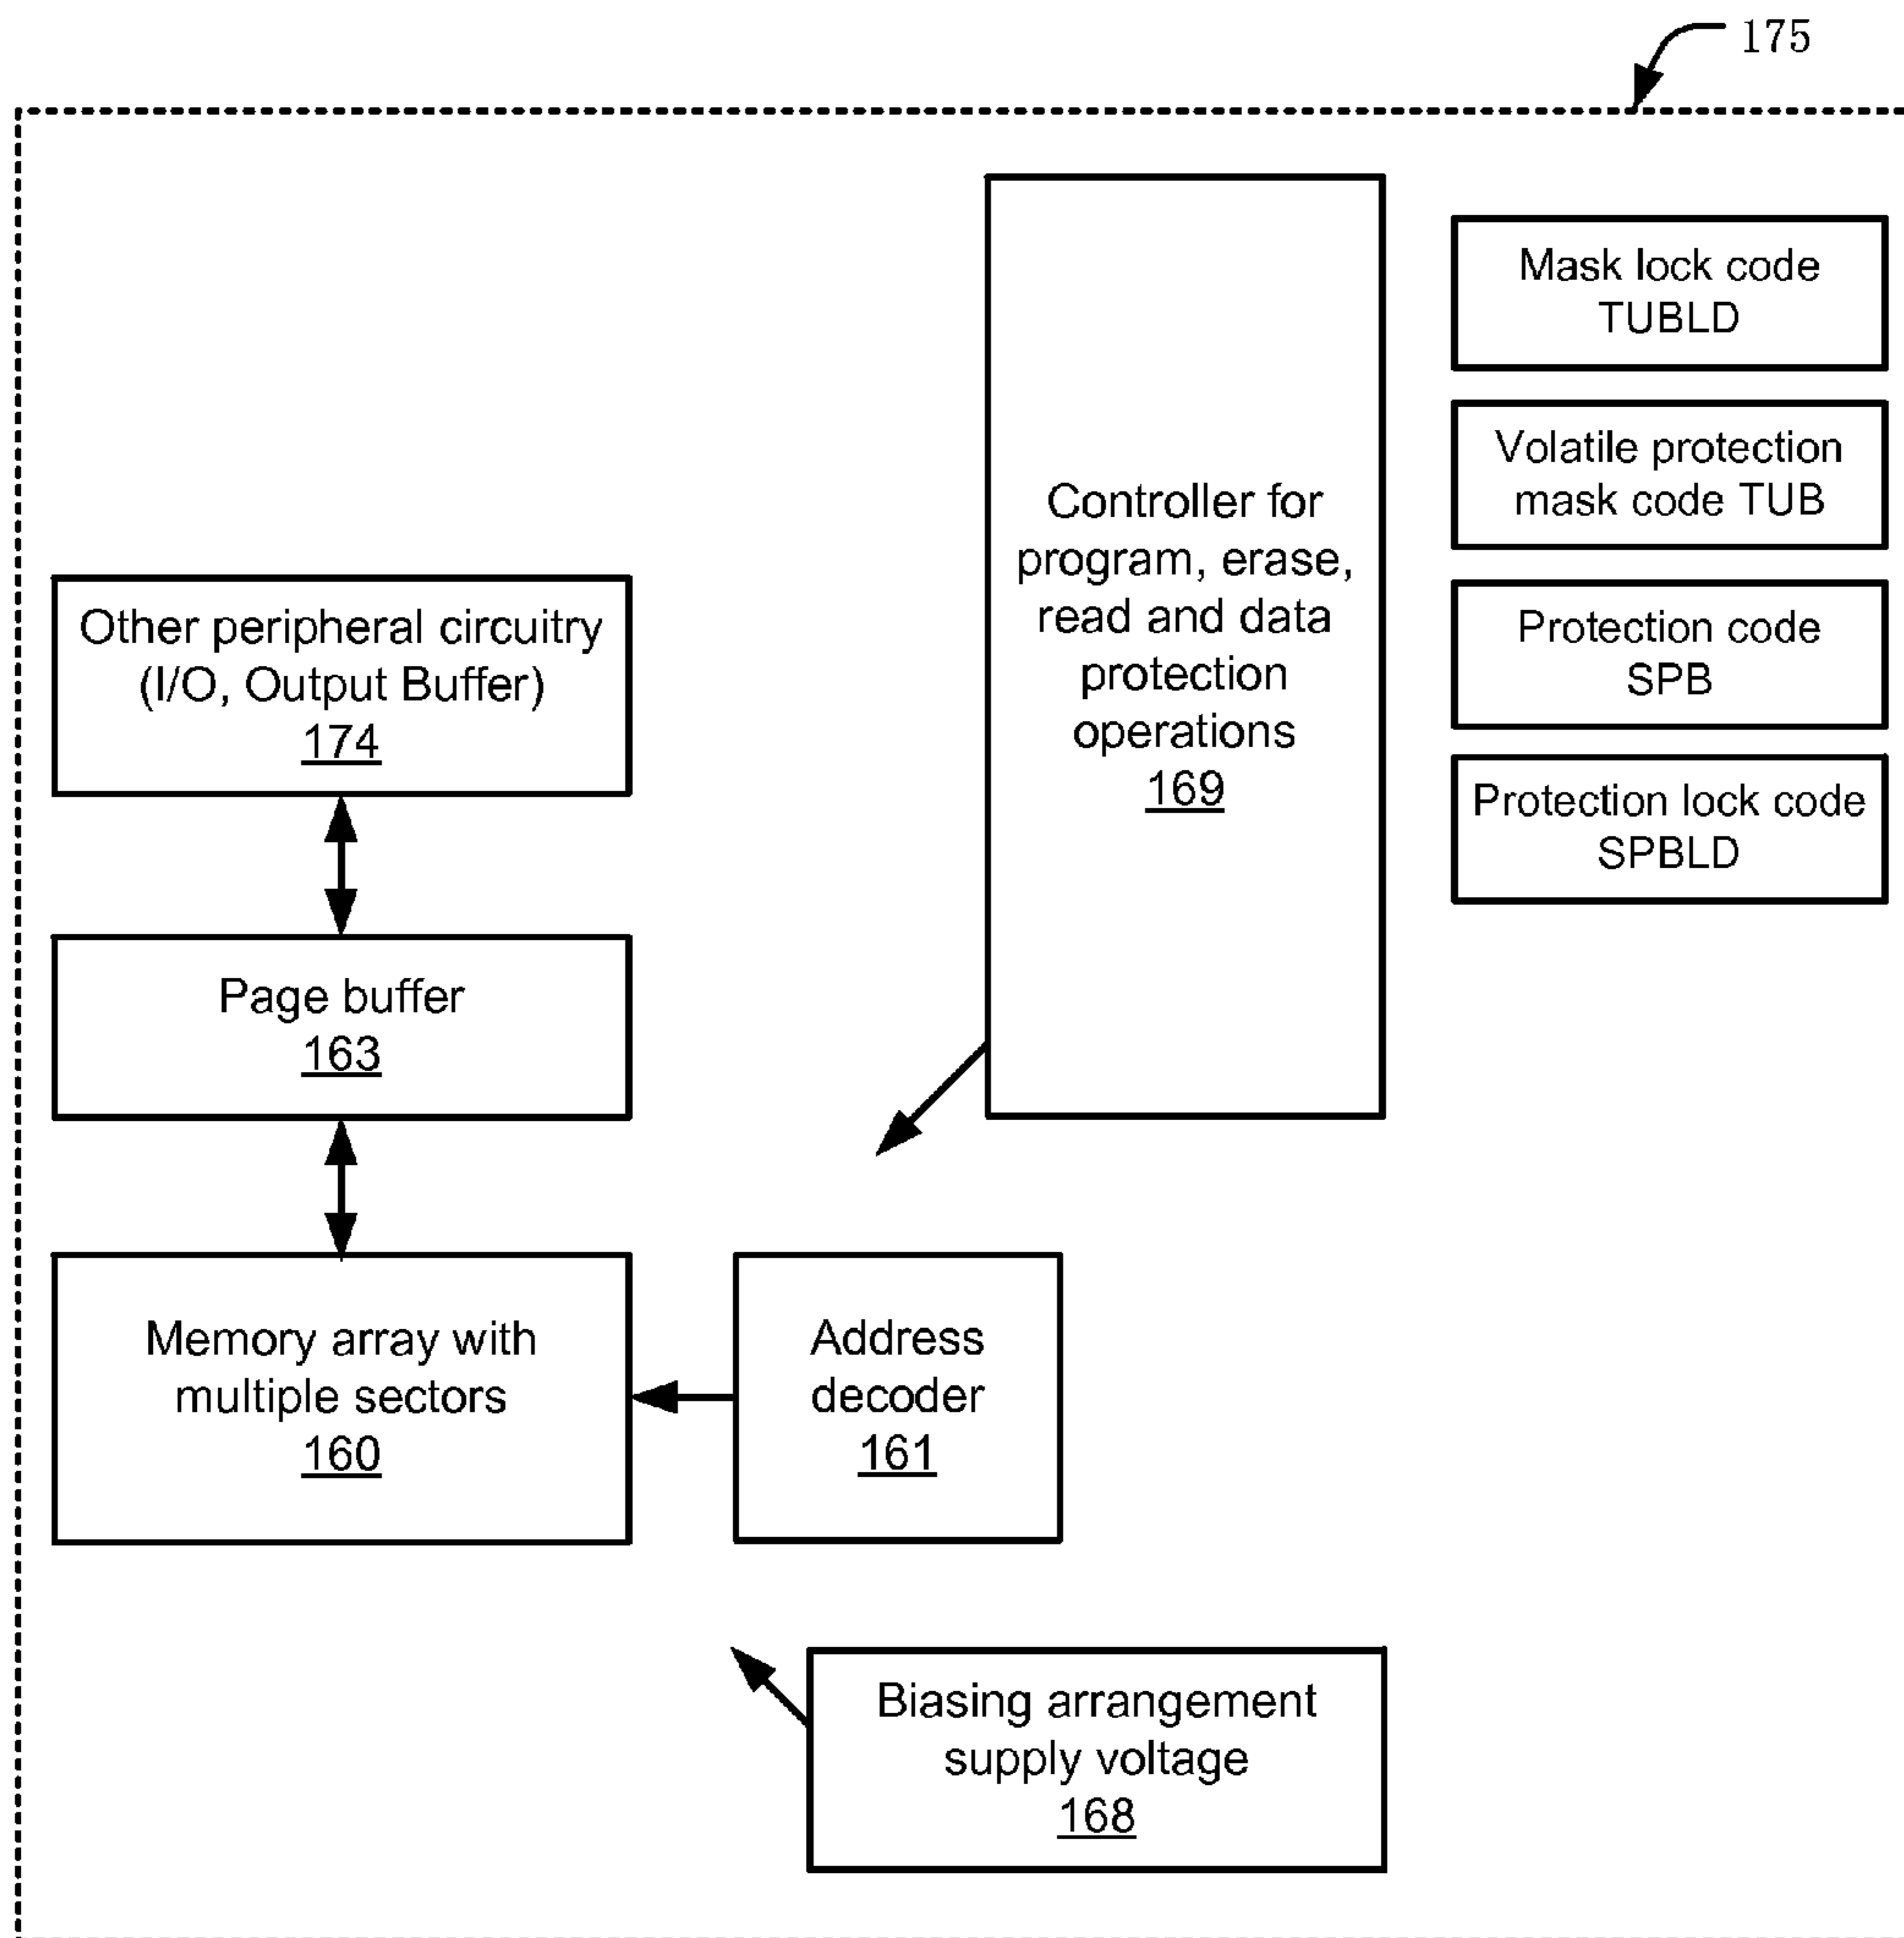 175
Mask lock code
TUBLD
Volatile protection
mask code TUB
Protection code
SPB
Protection lock code
SPBLD
Controller for
program, erase,
read and data
protection
operations
169
Other peripheral circuitry
(I/O, Output Buffer)
174
Page buffer
163
Memory array with
multiple sectors
160
Address
decoder
161
Biasing arrangement
supply voltage
168